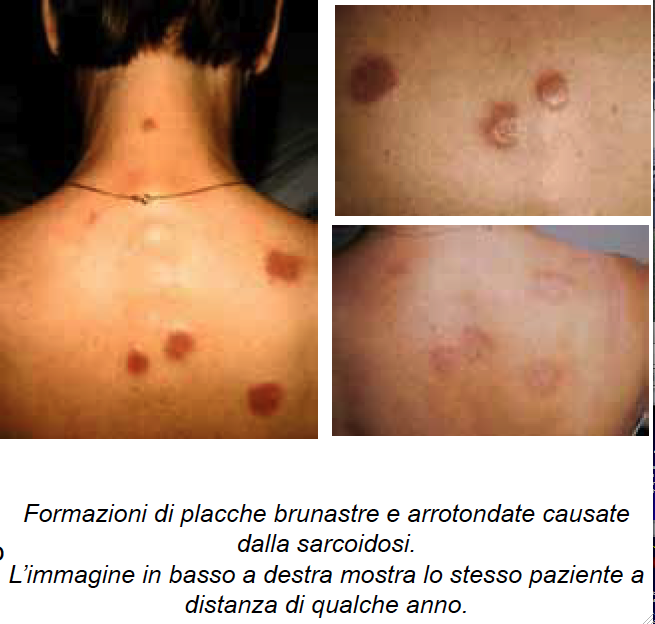 Formazioni di placche brunastre e arrotondate causate
dalla sarcoidosi.
L'immagine in basso a destra mostra lo stesso paziente a
distanza di qualche anno.